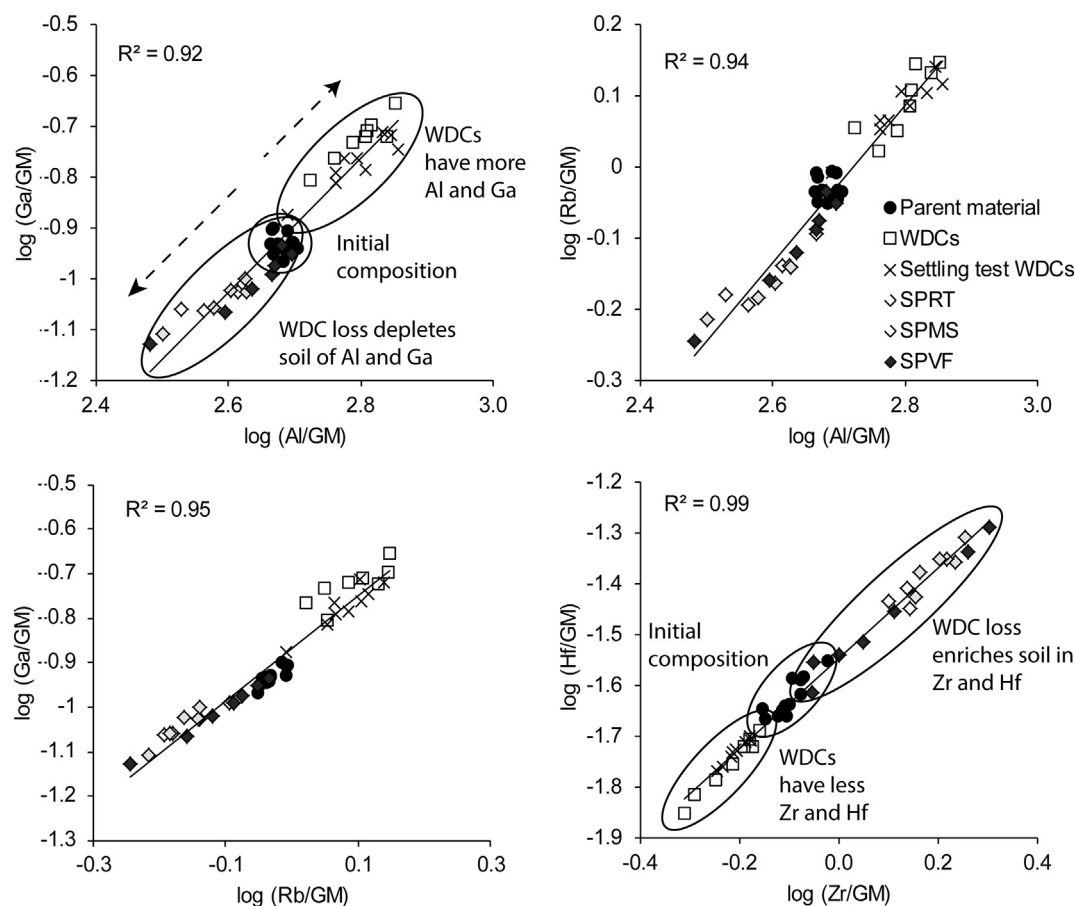 -0.5
R² = 0.92
-0.6
-0.7
WDCs
have more
Al and Ga
log (Ga/GM)
-0.8
-0.9
Initial
composition
-1
-1.1
WDC loss depletes
soil of Al and Ga
-1.2
2.4 2.6 2.8 3.0
log (Al/GM)
0.2
R² = 0.94
0.1
log (Rb/GM)
0
Parent material
WDCs
-0.1
Settling test WDCs
SPRT
-0.2
SPMS
SPVF
-0.3
2.4 2.6 2.8 3.0
log (Al/GM)
-0.5
R² = 0.95
-0.6
-0.7
-0.8
log (Ga/GM)
-0.9
-1.0
-1.1
-1.2
-1.3
-0.3 -0.1 0.1 0.3
log (Rb/GM)
-1.2
R² = 0.99
-1.3
-1.4
log (Hf/GM)
-1.5
Initial
composition
WDC loss
enriches soil in
Zr and Hf
-1.6
-1.7
WDCs
have less
Zr and Hf
-1.8
-1.9
-0.4 -0.2 0.0 0.2 0.4
log (Zr/GM)